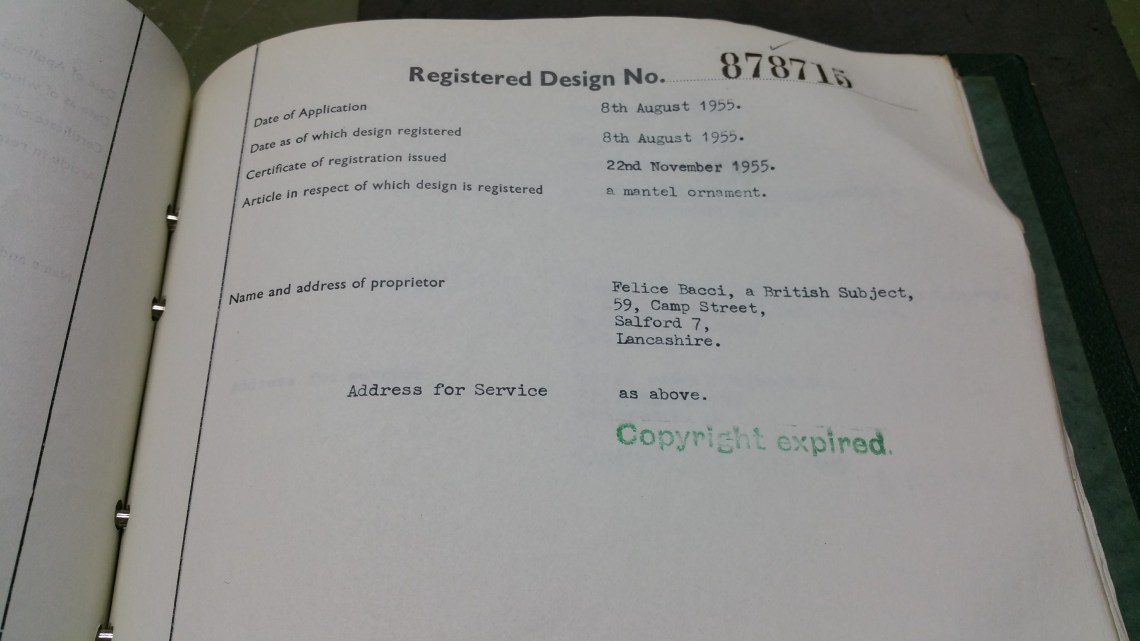 Registered Design No. 878715
Date of Application 8th August 1955.
Date as of which design registered 8th August 1955.
Certificate of registration issued 22nd November 1955.
Article in respect of which design is registered a mantel ornament.
Name and address of proprietor Felice Bacci, a British Subject,
59, Camp Street,
Salford 7,
Lancashire.
Address for Service as above.
Copyright expired.